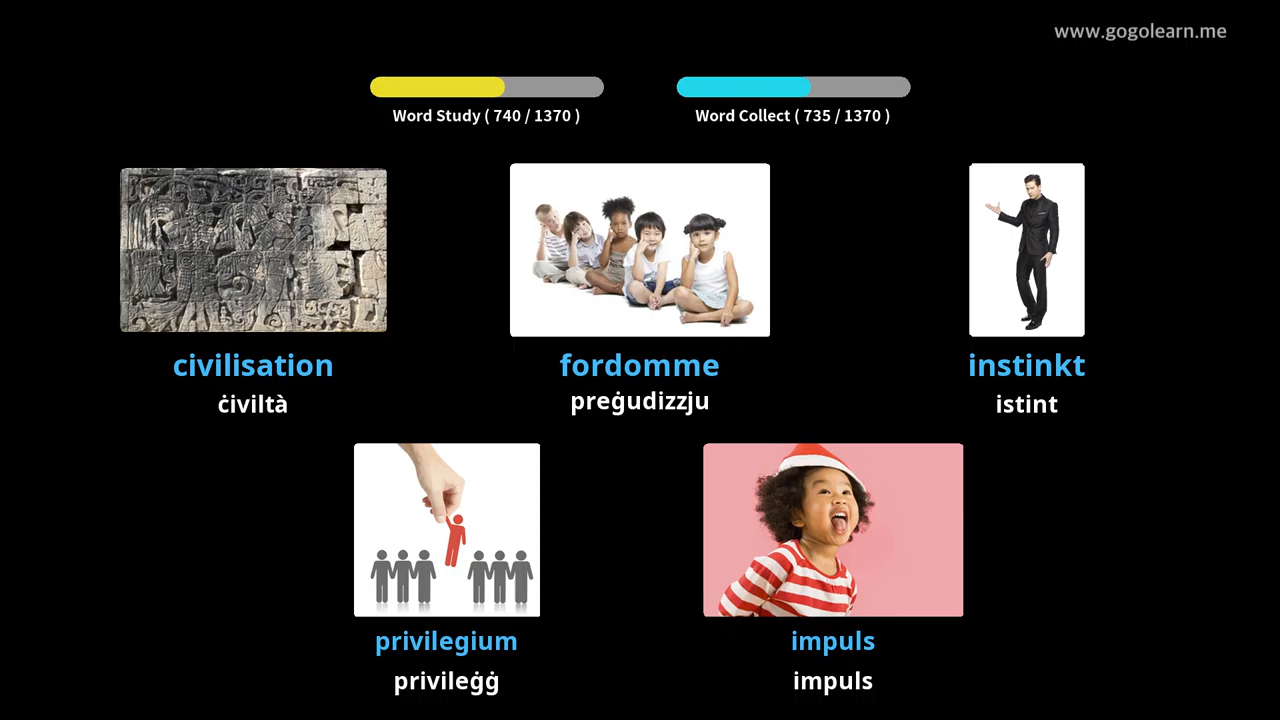 www.gogolearn.me
Word Study ( 740 / 1370 )
Word Collect ( 735 / 1370 )
civilisation
fordomme
instinkt
ċiviltà
preġudizzju
istint
privilegium
impuls
privileġġ
impuls